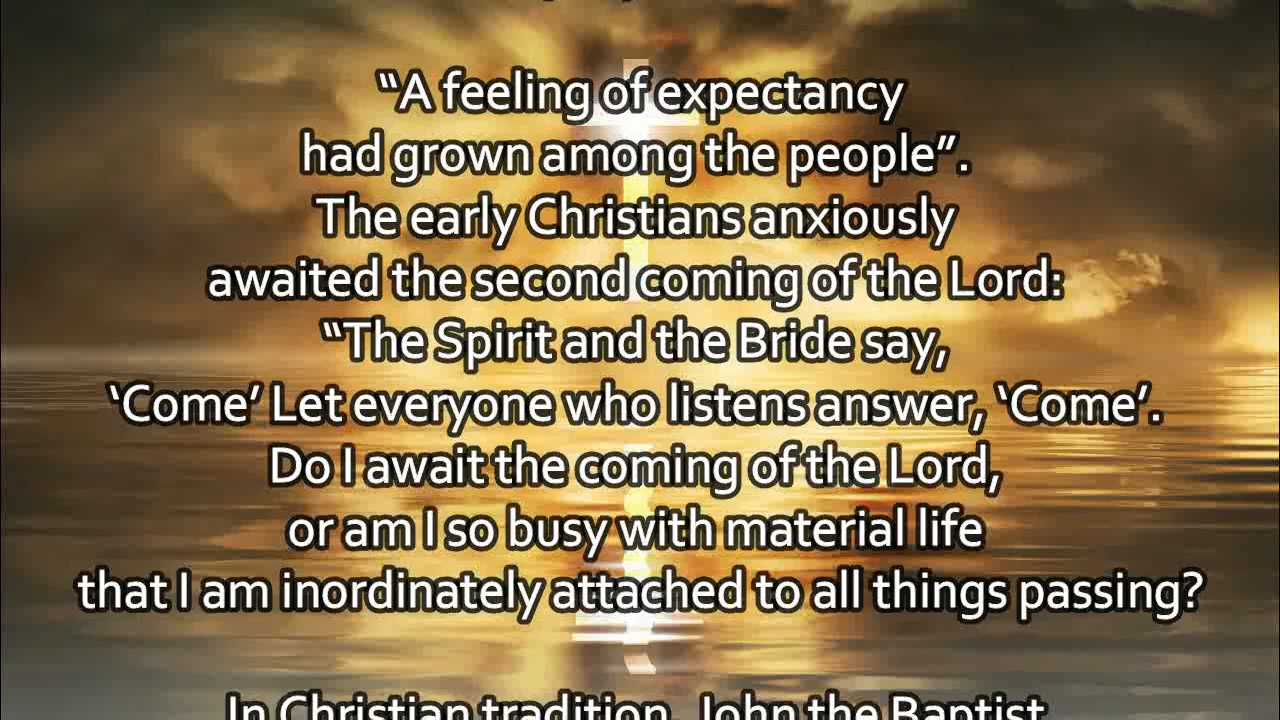 “A feeling of expectancy
had grown among the people”.
The early Christians anxiously
awaited the second coming of the Lord:
“The Spirit and the Bride say,
‘Come’ Let everyone who listens answer, ‘Come’.
Do I await the coming of the Lord,
or am I so busy with material life
that I am inordinately attached to all things passing?
In Christian tradition, John the Baptist